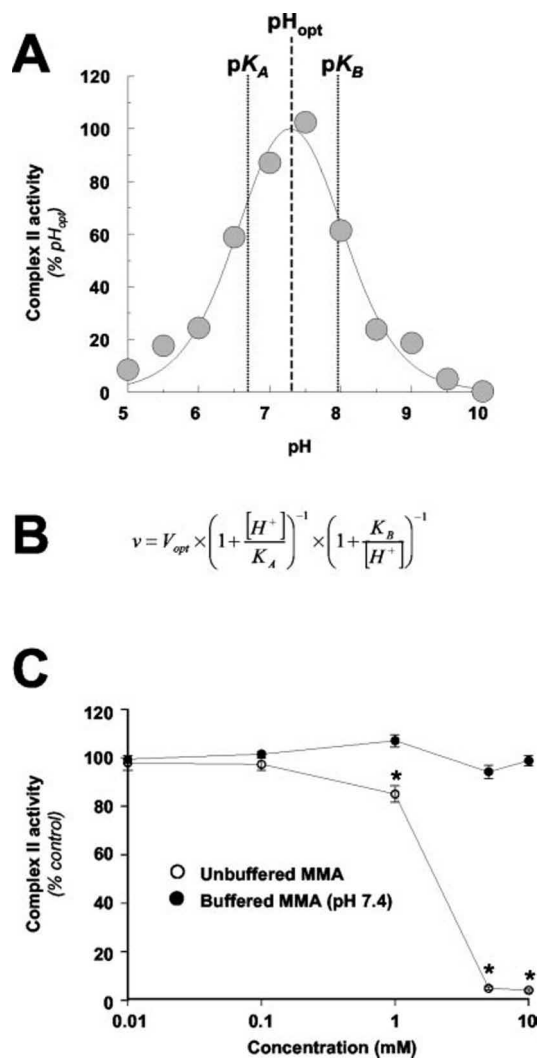 A
pH_opt
pK_A
pK_B
120
100
80
60
40
20
0
Complex II activity
(% pH_opt)
5 6 7 8 9 10
pH
B
v = V_opt × (1 + [H⁺]/K_A)⁻¹ × (1 + K_B/[H⁺])⁻¹
C
120
100
80
60
40
20
0
Complex II activity
(% control)
*
Unbuffered MMA
Buffered MMA (pH 7.4)
* *
0.01 0.1 1 10
Concentration (mM)